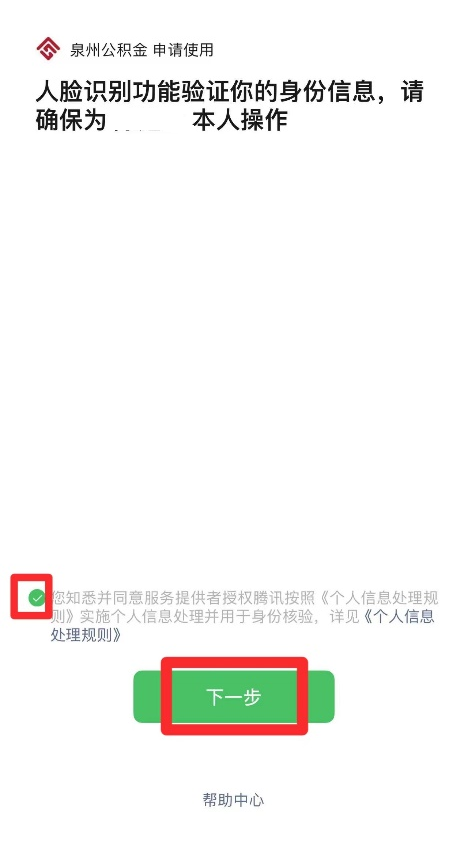 泉州公积金 申请使用
人脸识别功能验证你的身份信息，请
确保为 本人操作
您知悉并同意服务提供者授权腾讯按照《个人信息处理规
则》实施个人信息处理并用于身份核验，详见《个人信息
处理规则》
下一步
帮助中心